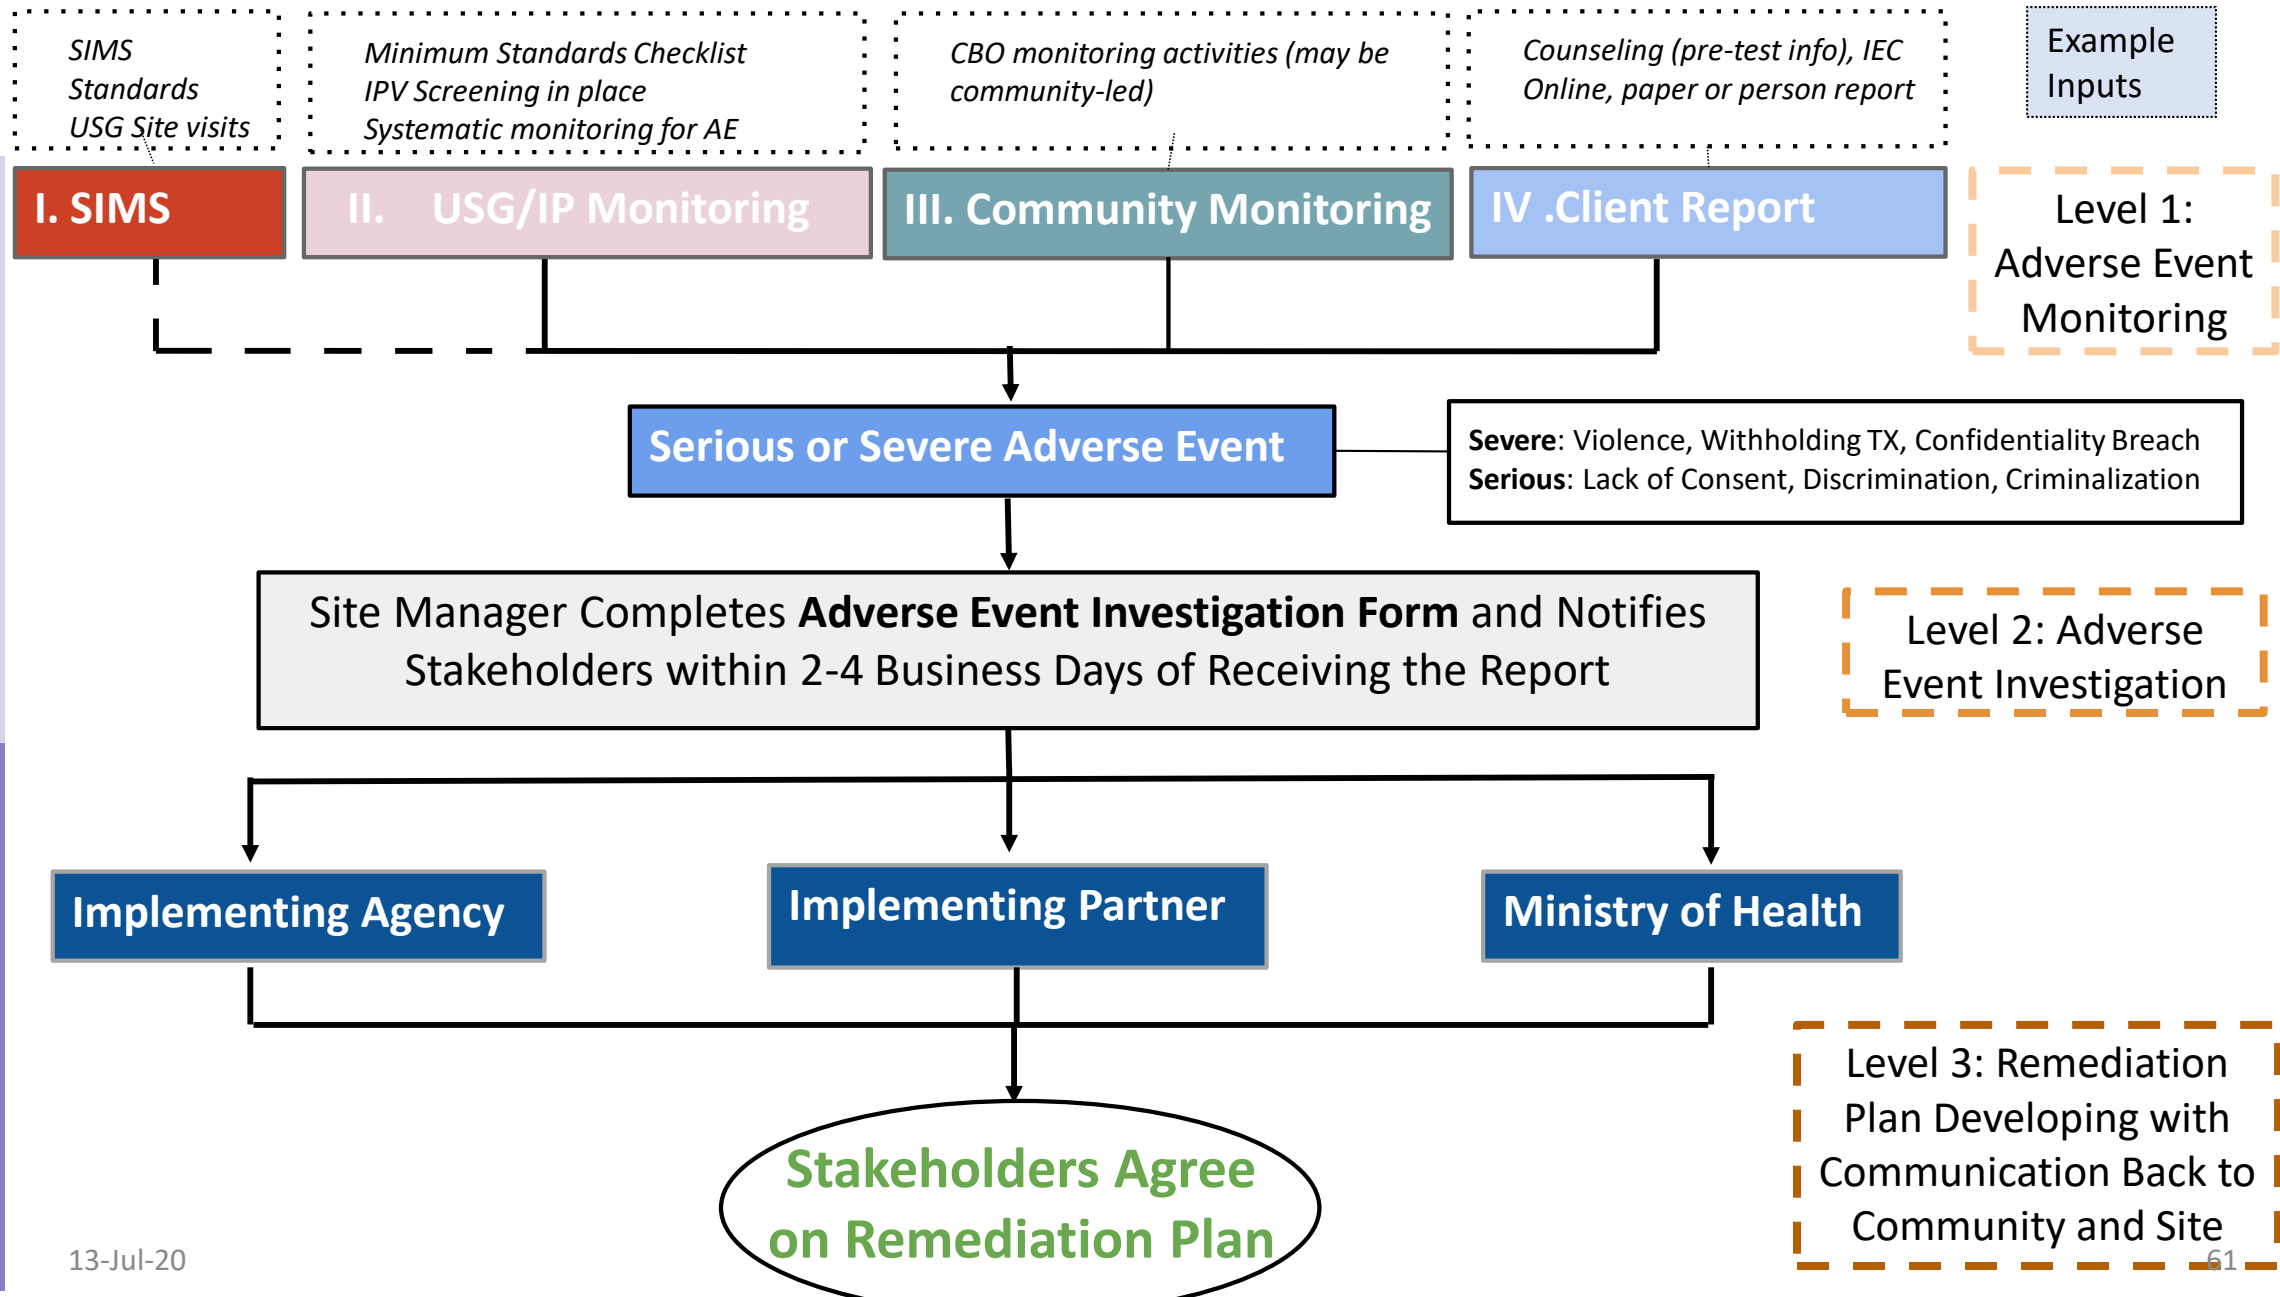 SIMS
Standards
USG Site visits
Minimum Standards Checklist
IPV Screening in place
Systematic monitoring for AE
CBO monitoring activities (may be
community-led)
Counseling (pre-test info), IEC
Online, paper or person report
Example
Inputs
I. SIMS
II. USG/IP Monitoring
III. Community Monitoring
IV .Client Report
Level 1:
Adverse Event
Monitoring
Serious or Severe Adverse Event
Severe: Violence, Withholding TX, Confidentiality Breach
Serious: Lack of Consent, Discrimination, Criminalization
Site Manager Completes Adverse Event Investigation Form and Notifies
Stakeholders within 2-4 Business Days of Receiving the Report
Level 2: Adverse
Event Investigation
Implementing Agency
Implementing Partner
Ministry of Health
Level 3: Remediation
Plan Developing with
Communication Back to
Community and Site
Stakeholders Agree
on Remediation Plan
13-Jul-20
61